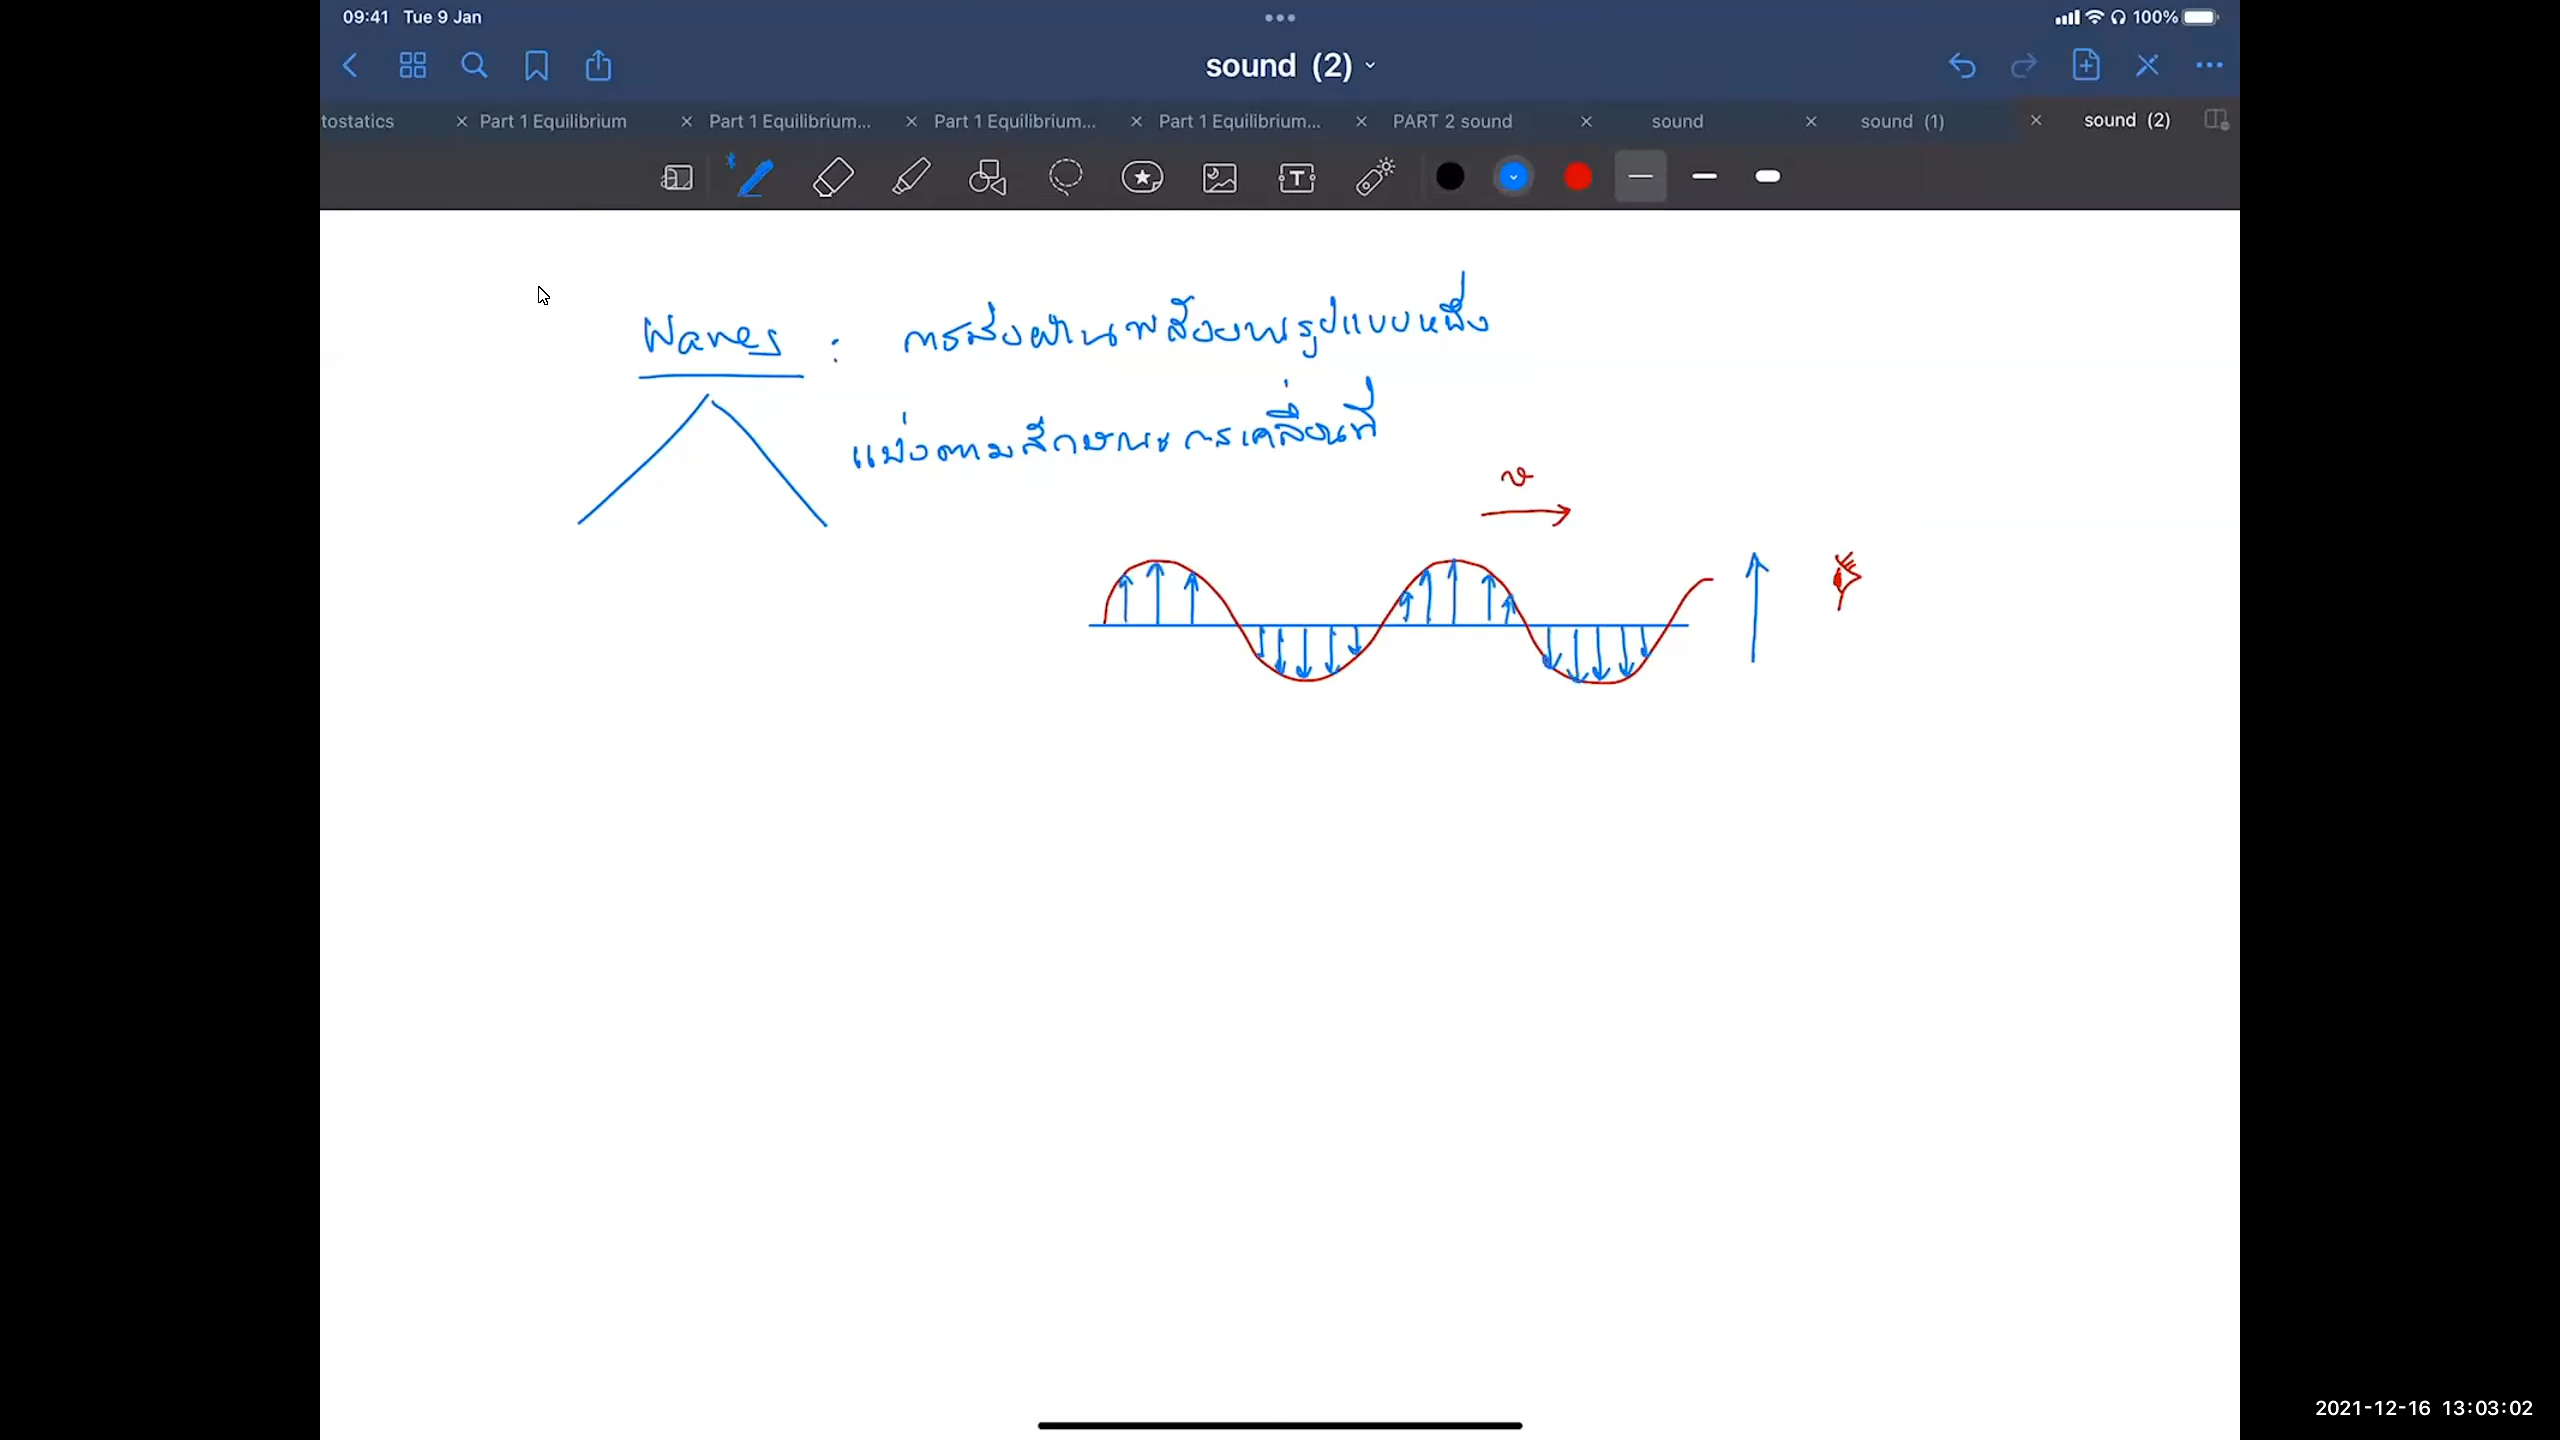 09:41 Tue 9 Jan
100%
sound (2)
tostatics
Part 1 Equilibrium
Part 1 Equilibrium...
Part 1 Equilibrium...
Part 1 Equilibrium...
PART 2 sound
sound
sound (1)
sound (2)
Waves : การส่งผ่านพลังงานรูปแบบหนึ่ง
แบ่งตามลักษณะการเคลื่อนที่
v
2021-12-16 13:03:02